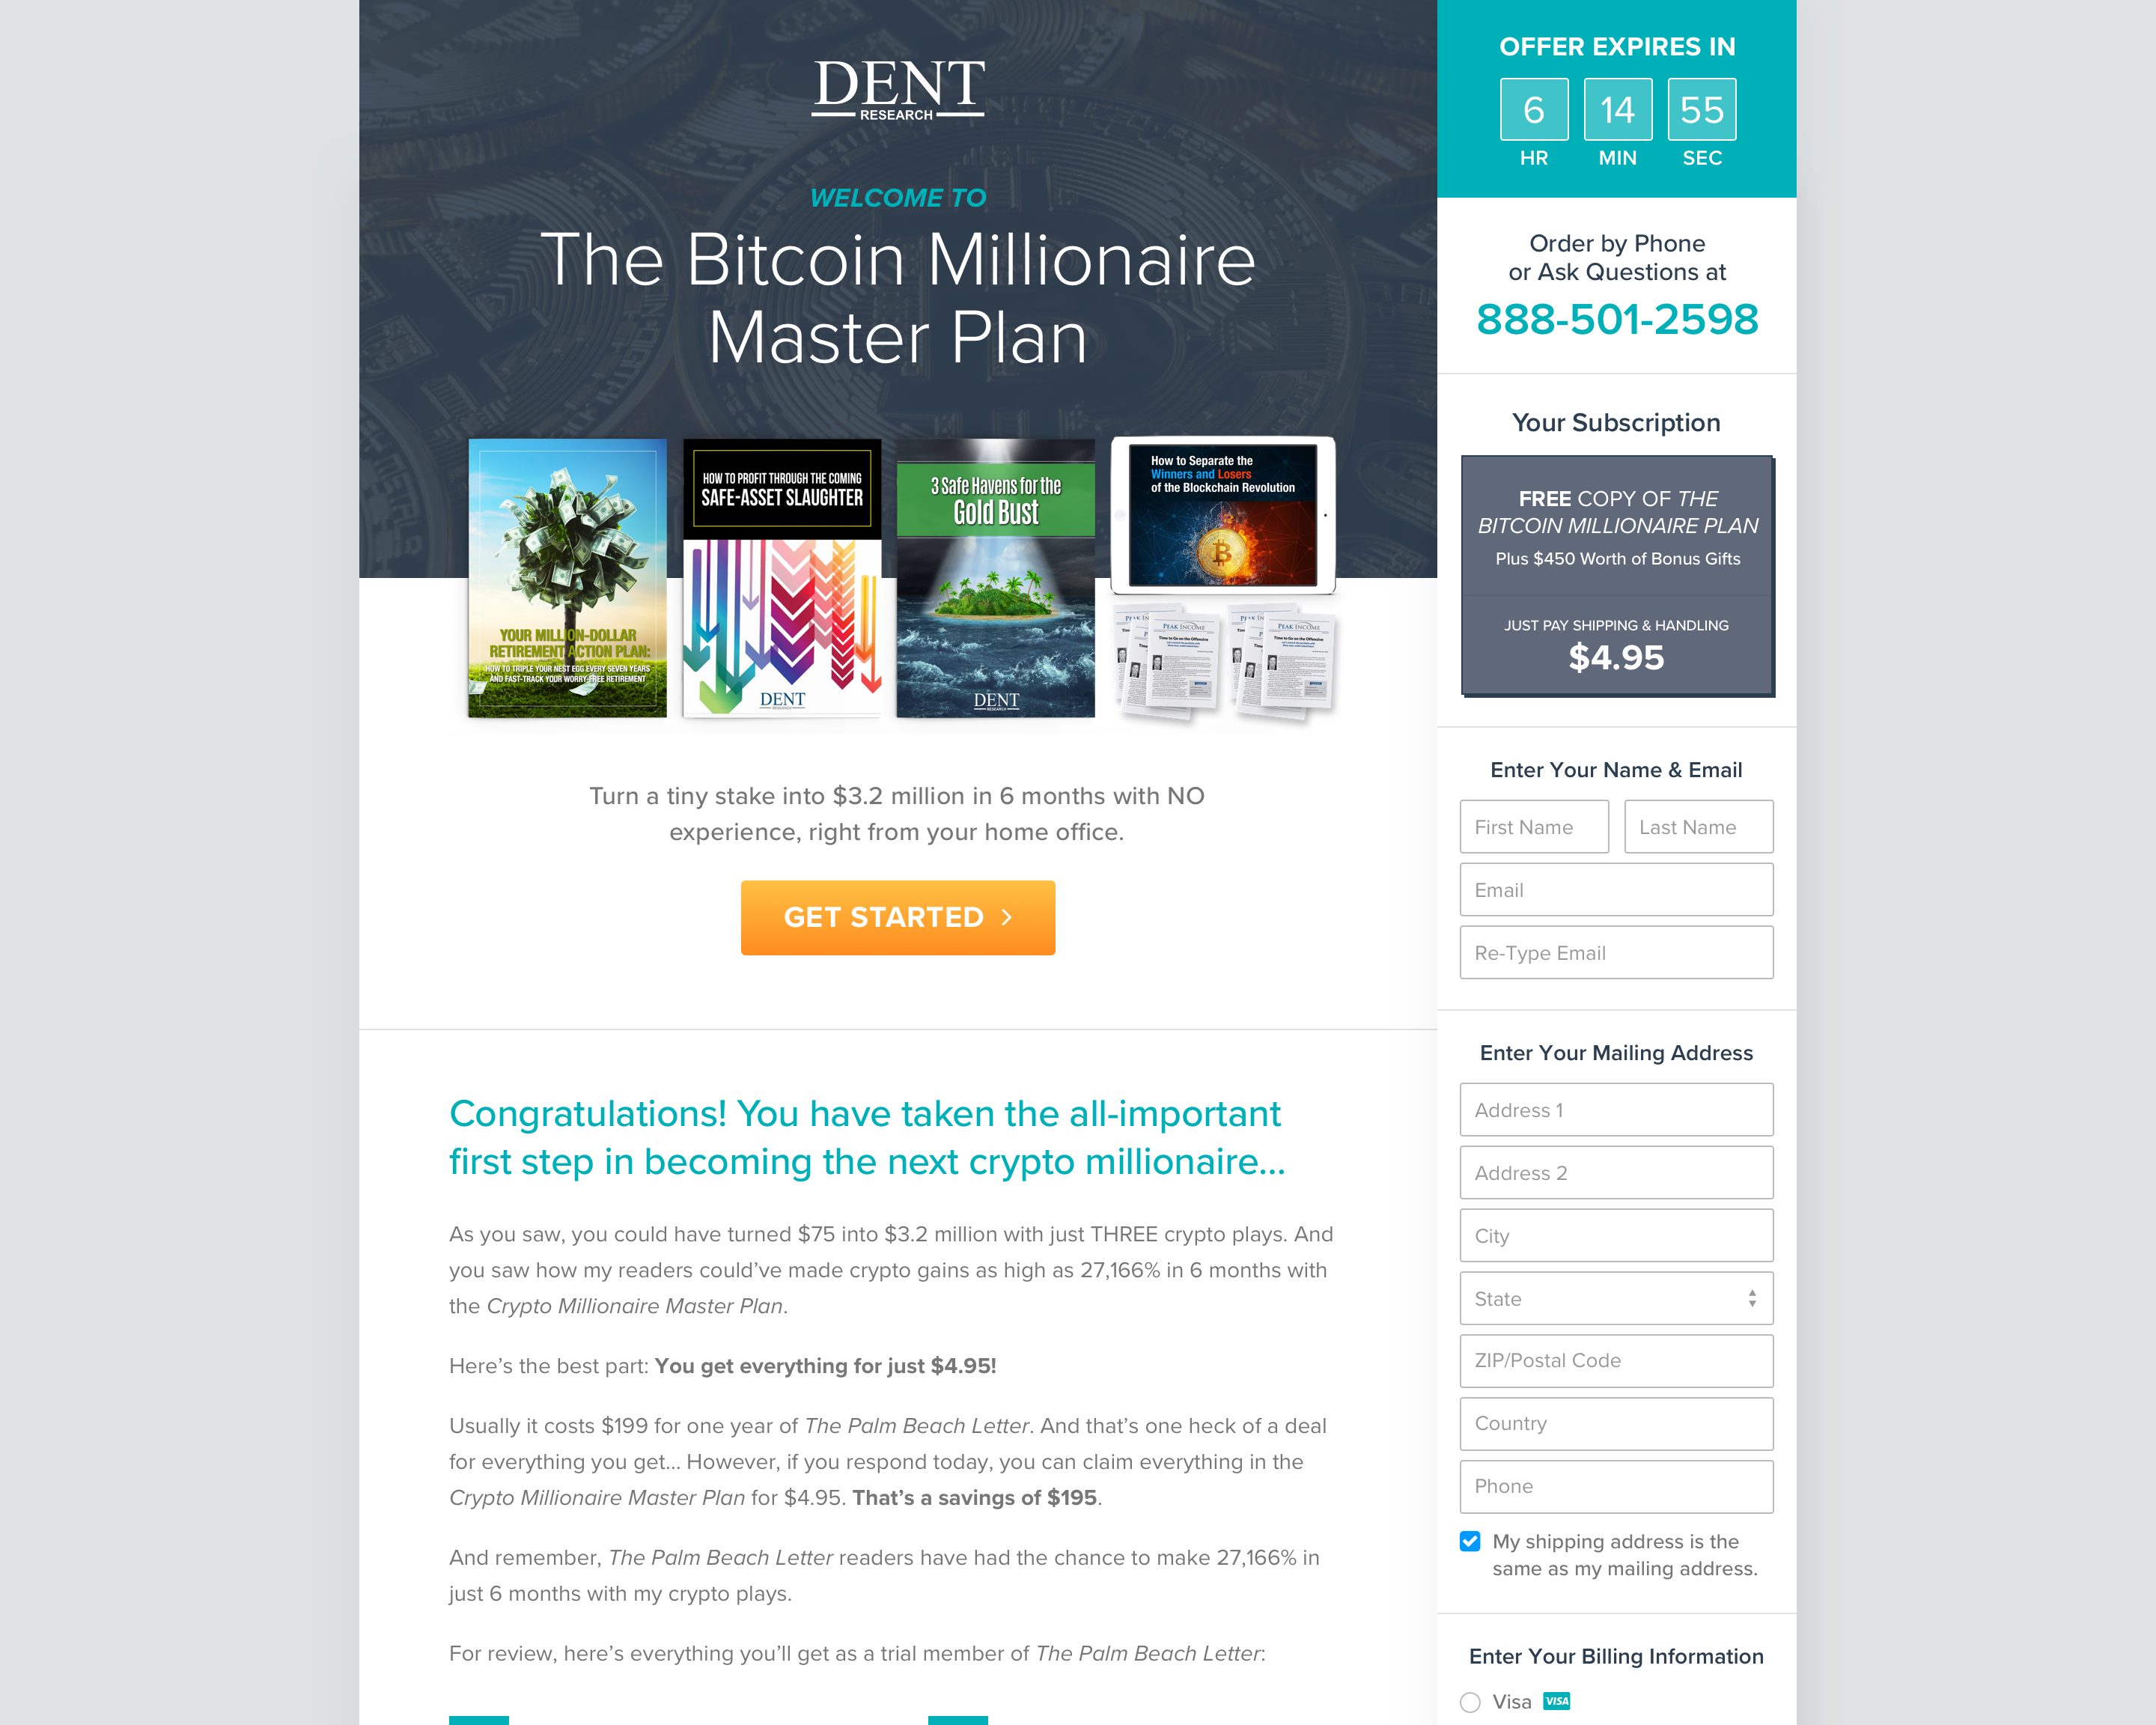 DENT
RESEARCH
WELCOME TO
The Bitcoin Millionaire
Master Plan
YOUR MILLION-DOLLAR
RETIREMENT ACTION PLAN:
HOW TO TRIPLE YOUR NEST EGG EVERY SEVEN YEARS
AND FAST-TRACK YOUR WORRY-FREE RETIREMENT
HOW TO PROFIT THROUGH THE COMING
SAFE-ASSET SLAUGHTER
DENT
RESEARCH
3 Safe Havens for the
Gold Bust
DENT
RESEARCH
How to Separate the
Winners and Losers
of the Blockchain Revolution
PEAK INCOME
Time to Go on the Offensive
PEAK INCOME
Time to Go on the Offensive
Turn a tiny stake into $3.2 million in 6 months with NO
experience, right from your home office.
GET STARTED
Congratulations! You have taken the all-important
first step in becoming the next crypto millionaire...
As you saw, you could have turned $75 into $3.2 million with just THREE crypto plays. And
you saw how my readers could’ve made crypto gains as high as 27,166% in 6 months with
the Crypto Millionaire Master Plan.
Here’s the best part: You get everything for just $4.95!
Usually it costs $199 for one year of The Palm Beach Letter. And that’s one heck of a deal
for everything you get... However, if you respond today, you can claim everything in the
Crypto Millionaire Master Plan for $4.95. That’s a savings of $195.
And remember, The Palm Beach Letter readers have had the chance to make 27,166% in
just 6 months with my crypto plays.
For review, here’s everything you’ll get as a trial member of The Palm Beach Letter:
OFFER EXPIRES IN
6 14 55
HR MIN SEC
Order by Phone
or Ask Questions at
888-501-2598
Your Subscription
FREE COPY OF THE
BITCOIN MILLIONAIRE PLAN
Plus $450 Worth of Bonus Gifts
JUST PAY SHIPPING & HANDLING
$4.95
Enter Your Name & Email
First Name Last Name
Email
Re-Type Email
Enter Your Mailing Address
Address 1
Address 2
City
State
ZIP/Postal Code
Country
Phone
My shipping address is the
same as my mailing address.
Enter Your Billing Information
Visa VISA